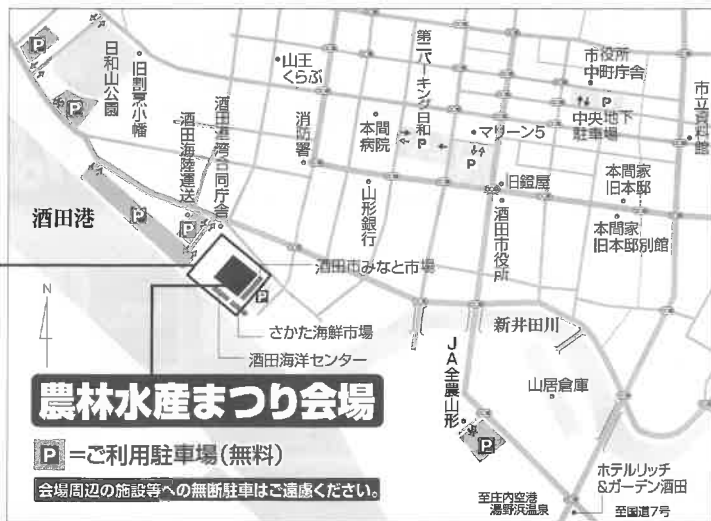 P
日和山公園
P
旧割烹小幡
山王
くらぶ
消防署
酒田海陸運送
酒田港湾合同庁舎
酒田港
P
P
本間
病院
第二パーキング日和
P
マリーン5
P
山形銀行
旧鐙屋
酒田市役所
市役所
中町庁舎
P
中央地下
駐車場
市立資料館
本間家
旧本邸
本間家
旧本邸別館
酒田市みなと市場
P
さかた海鮮市場
酒田海洋センター
N
新井田川
山居倉庫
JA全農山形
P
ホテルリッチ
&ガーデン酒田
至庄内空港
湯野浜温泉
至国道7号
農林水産まつり会場
P=ご利用駐車場(無料)
会場周辺の施設等への無断駐車はご遠慮ください。